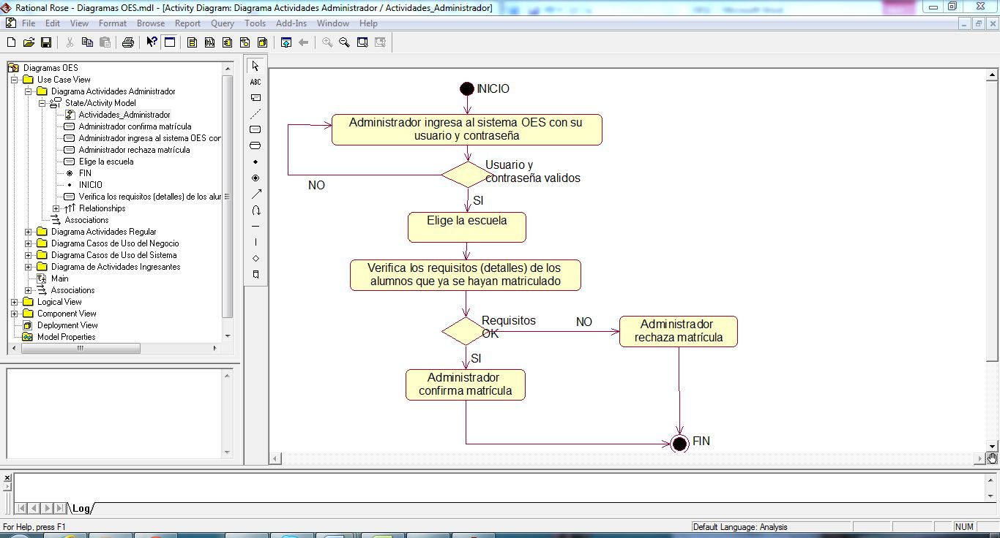 Rational Rose - Diagramas OES.mdl - [Activity Diagram: Diagrama Actividades Administrador / Actividades_Administrador]
File Edit View Format Browse Report Query Tools Add-Ins Window Help
Diagramas OES
Use Case View
Diagrama Actividades Administrador
State/Activity Model
Actividades_Administrador
Administrador confirma matrícula
Administrador ingresa al sistema OES con
Administrador rechaza matrícula
Elige la escuela
FIN
INICIO
Verifica los requisitos (detalles) de los alur
Relationships
Associations
Diagrama Actividades Regular
Diagrama Casos de Uso del Negocio
Diagrama Casos de Uso del Sistema
Diagrama de Actividades Ingresantes
Main
Associations
Logical View
Component View
Deployment View
Model Properties
ABC
INICIO
Administrador ingresa al sistema OES con su
usuario y contraseña
Usuario y
contraseña validos
NO
SI
Elige la escuela
Verifica los requisitos (detalles) de los
alumnos que ya se hayan matriculado
Requisitos
OK
NO
Administrador
rechaza matrícula
SI
Administrador
confirma matrícula
FIN
Log
For Help, press F1
Default Language: Analysis
NUM